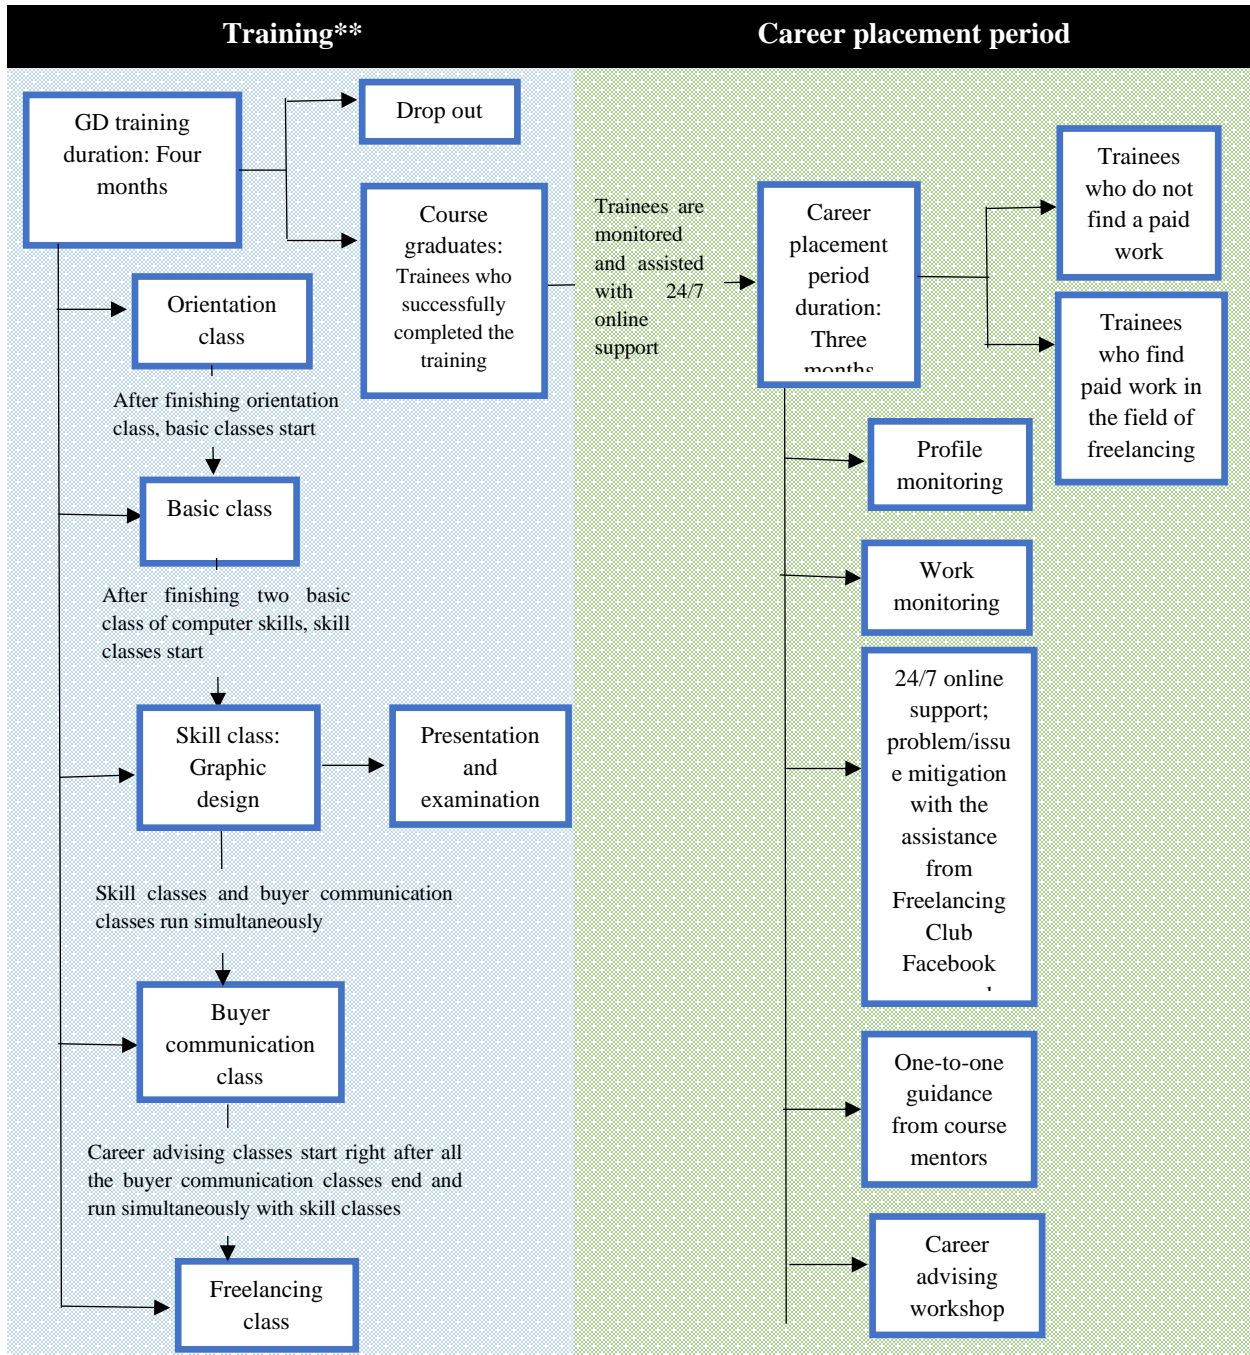 Training**
Career placement period
GD training
duration: Four
months
Drop out
Course
graduates:
Trainees who
successfully
completed the
training
Orientation
class
After finishing orientation
class, basic classes start
Basic class
After finishing two basic
class of computer skills, skill
classes start
Skill class:
Graphic
design
Presentation
and
examination
Skill classes and buyer communication
classes run simultaneously
Buyer
communication
class
Career advising classes start right after all
the buyer communication classes end and
run simultaneously with skill classes
Freelancing
class
Trainees are
monitored
and assisted
with 24/7
online
support
Career
placement
period
duration:
Three
months
Trainees
who do not
find a paid
work
Trainees
who find
paid work in
the field of
freelancing
Profile
monitoring
Work
monitoring
24/7 online
support;
problem/issu
e mitigation
with the
assistance
from
Freelancing
Club
Facebook
One-to-one
guidance
from course
mentors
Career
advising
workshop